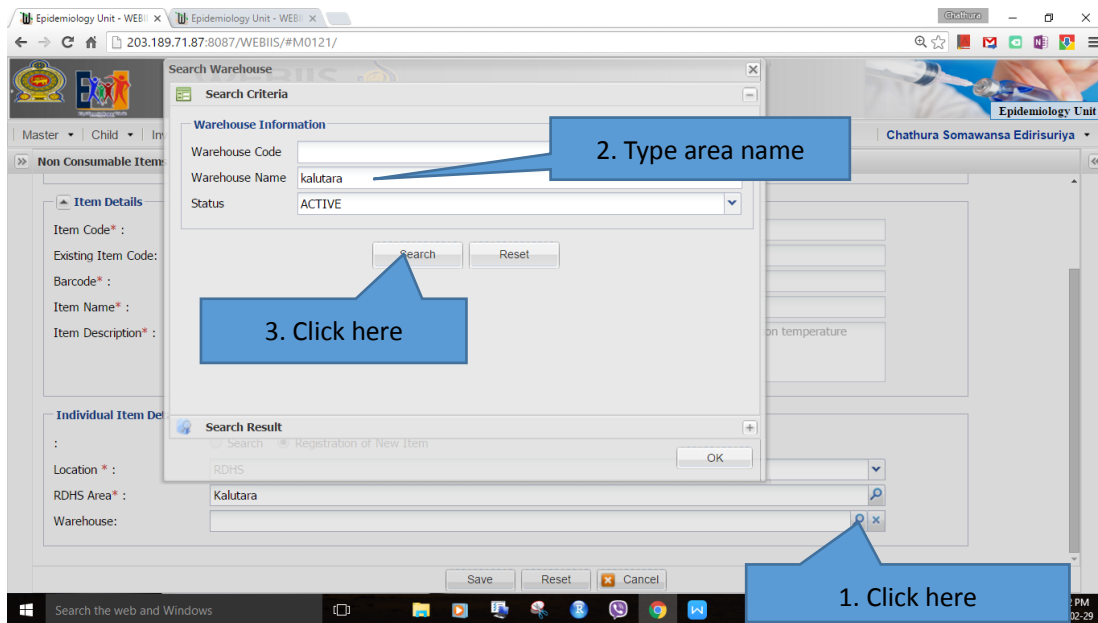 Epidemiology Unit - WEBII
Epidemiology Unit - WEBI
Chathura
203.189.71.87:8087/WEBIIS/#M0121/
WEBIIS
Epidemiology Unit
Master Child In
Chathura Somawansa Edirisuriya
Non Consumable Items
Search Warehouse
Search Criteria
Warehouse Information
Warehouse Code
Warehouse Name kalutara
Status ACTIVE
2. Type area name
Search Reset
3. Click here
Item Details
Item Code* :
Existing Item Code:
Barcode* :
Item Name* :
Item Description* : on temperature
Individual Item Det
Search Result
: Search Registration of New Item
OK
Location * : RDHS
RDHS Area* : Kalutara
Warehouse:
Save Reset Cancel
1. Click here
Search the web and Windows
PM
02-29